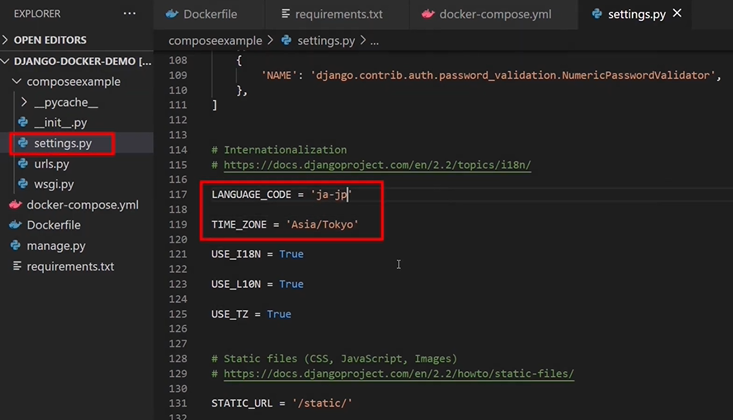 EXPLORER
OPEN EDITORS
DJANGO-DOCKER-DEMO [...
composeexample
__pycache__
__init__.py
settings.py
urls.py
wsgi.py
docker-compose.yml
Dockerfile
manage.py
requirements.txt
Dockerfile requirements.txt docker-compose.yml settings.py
composeexample > settings.py > ...
108 {
109 'NAME': 'django.contrib.auth.password_validation.NumericPasswordValidator',
110 },
111 ]
112
113
114 # Internationalization
115 # https://docs.djangoproject.com/en/2.2/topics/i18n/
116
117 LANGUAGE_CODE = 'ja-jp'
118
119 TIME_ZONE = 'Asia/Tokyo'
120
121 USE_I18N = True
122
123 USE_L10N = True
124
125 USE_TZ = True
126
127
128 # Static files (CSS, JavaScript, Images)
129 # https://docs.djangoproject.com/en/2.2/howto/static-files/
130
131 STATIC_URL = '/static/'
132